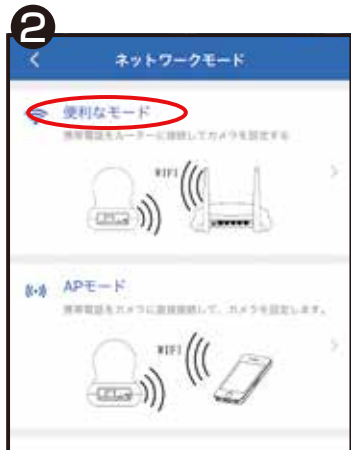 2
ネットワークモード
便利なモード
携帯電話をルーターに接続してカメラを設定する
WIFI
APモード
携帯電話をカメラに直接接続して、カメラを設定します。
WIFI